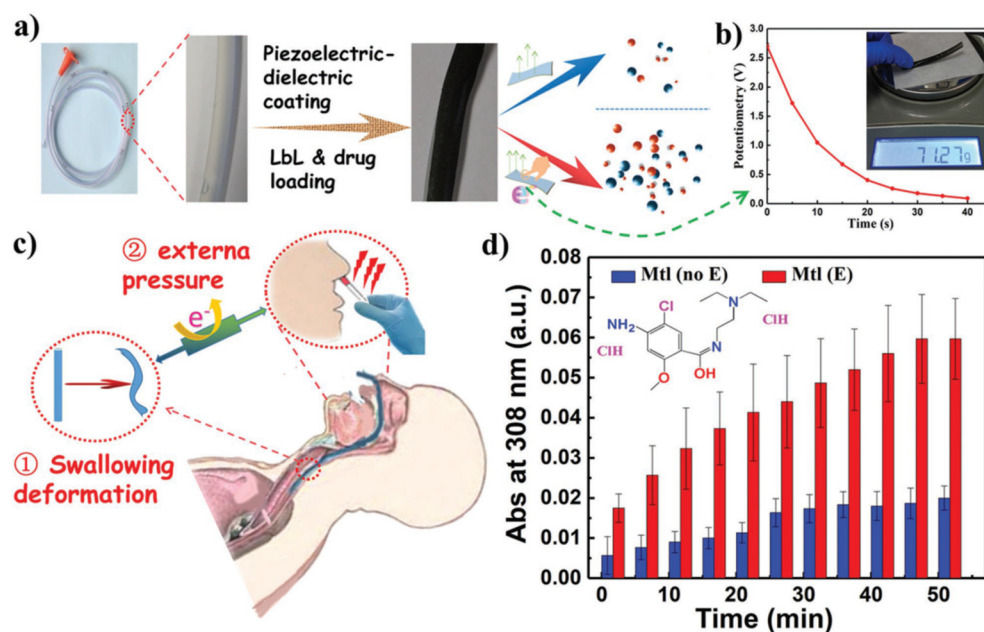 a)
Piezoelectric-
dielectric
coating
LbL & drug
loading
e
b)
Potentiometry (V)
3.0
2.5
2.0
1.5
1.0
0.5
0.0
71.27g
0 10 20 30 40
Time (s)
c)
② externa
pressure
e-
① Swallowing
deformation
d)
Mtl (no E) Mtl (E)
Cl
NH₂
ClH
N
ClH
N
O
OH
Abs at 308 nm (a.u.)
0.08
0.07
0.06
0.05
0.04
0.03
0.02
0.01
0.00
0 10 20 30 40 50
Time (min)